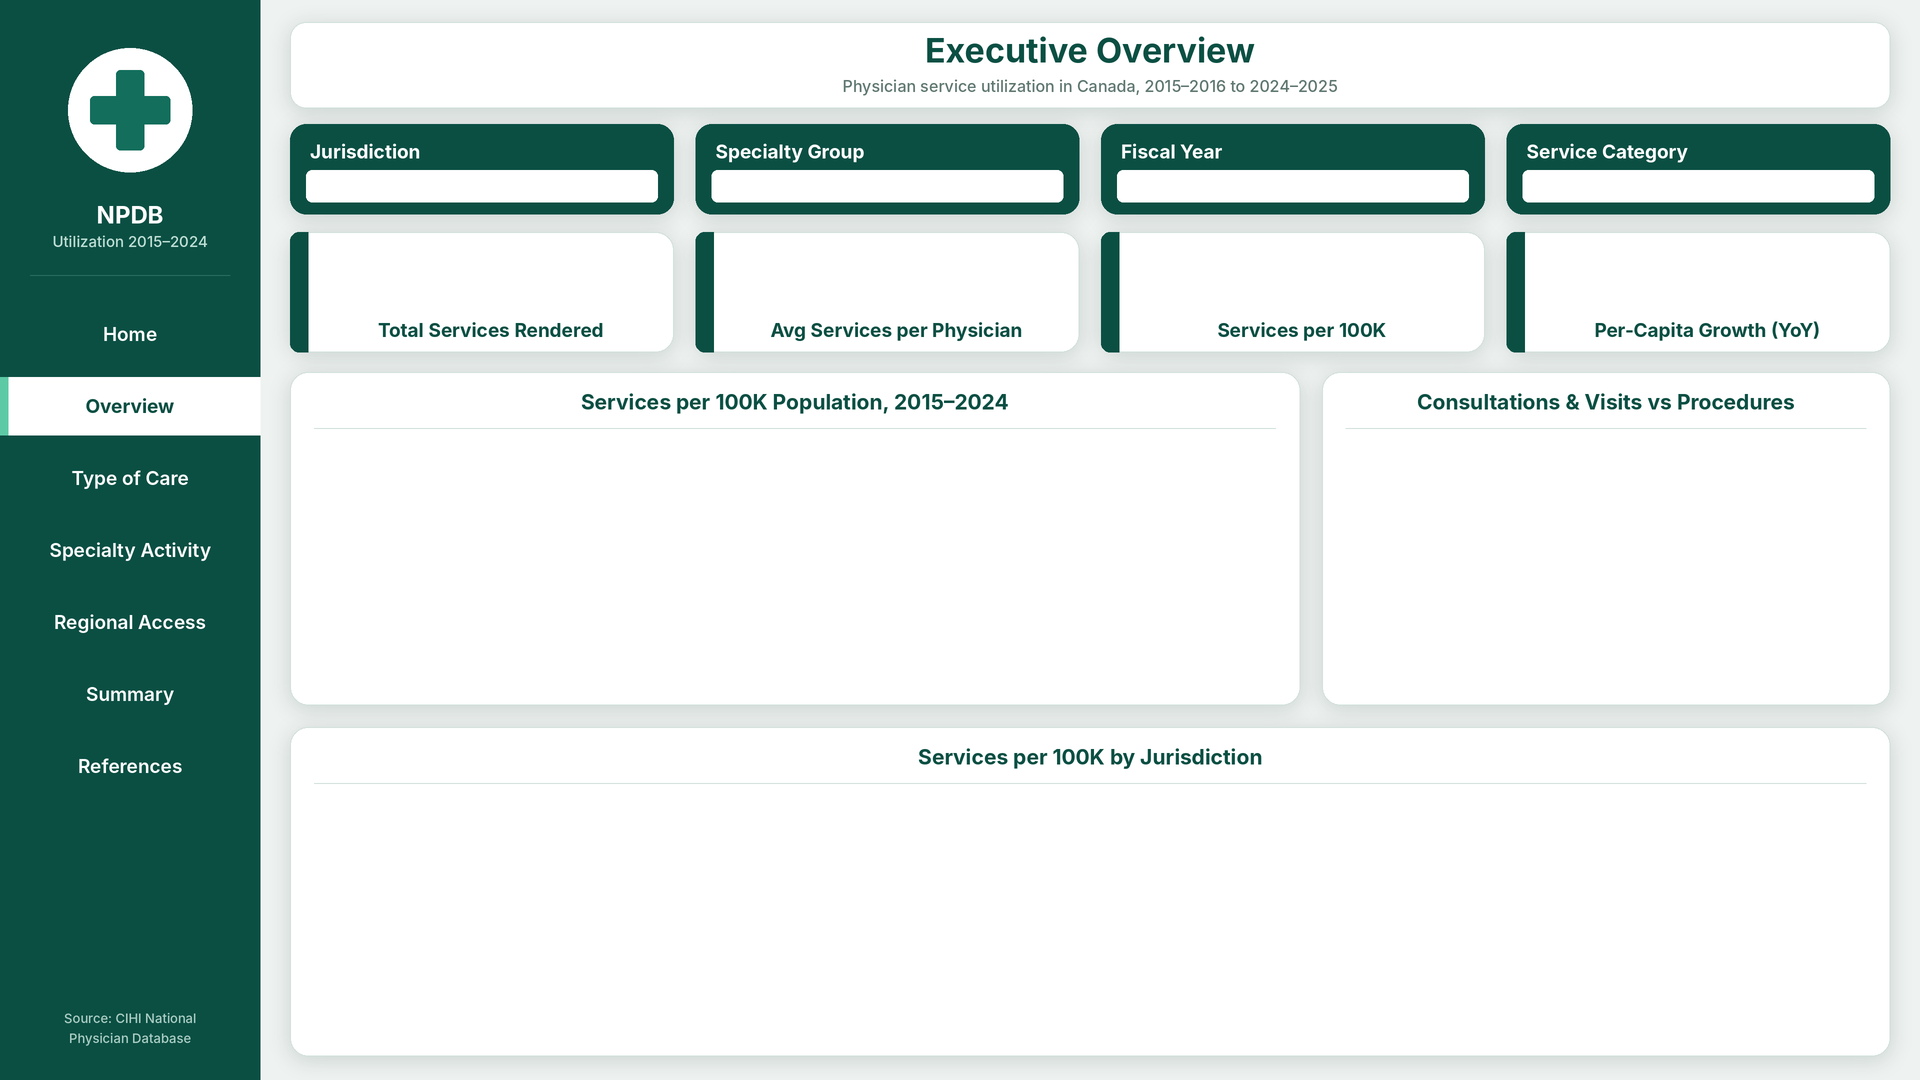 NPDB
Utilization 2015–2024
Home
Overview
Type of Care
Specialty Activity
Regional Access
Summary
References
Source: CIHI National
Physician Database
Executive Overview
Physician service utilization in Canada, 2015–2016 to 2024–2025
Jurisdiction
Specialty Group
Fiscal Year
Service Category
Total Services Rendered
Avg Services per Physician
Services per 100K
Per-Capita Growth (YoY)
Services per 100K Population, 2015–2024
Consultations & Visits vs Procedures
Services per 100K by Jurisdiction